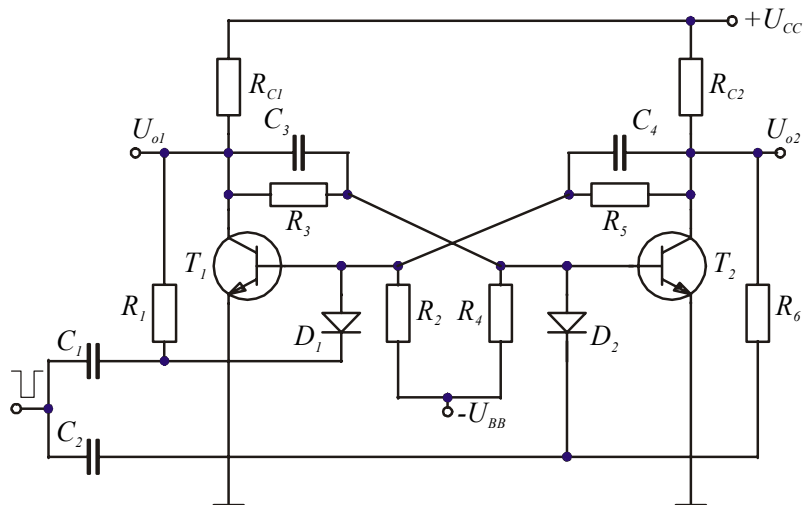 +U_CC
R_C1
R_C2
C_3
C_4
U_o1
U_o2
R_3
R_5
T_1
T_2
R_1
R_2
R_4
R_6
D_1
D_2
C_1
-U_BB
C_2